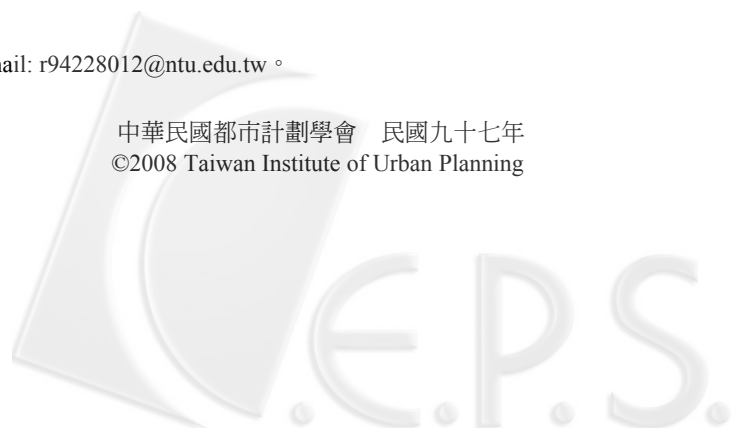 ail: r94228012@ntu.edu.tw。
中華民國都市計劃學會　民國九十七年
©2008 Taiwan Institute of Urban Planning
C.E.P.S.